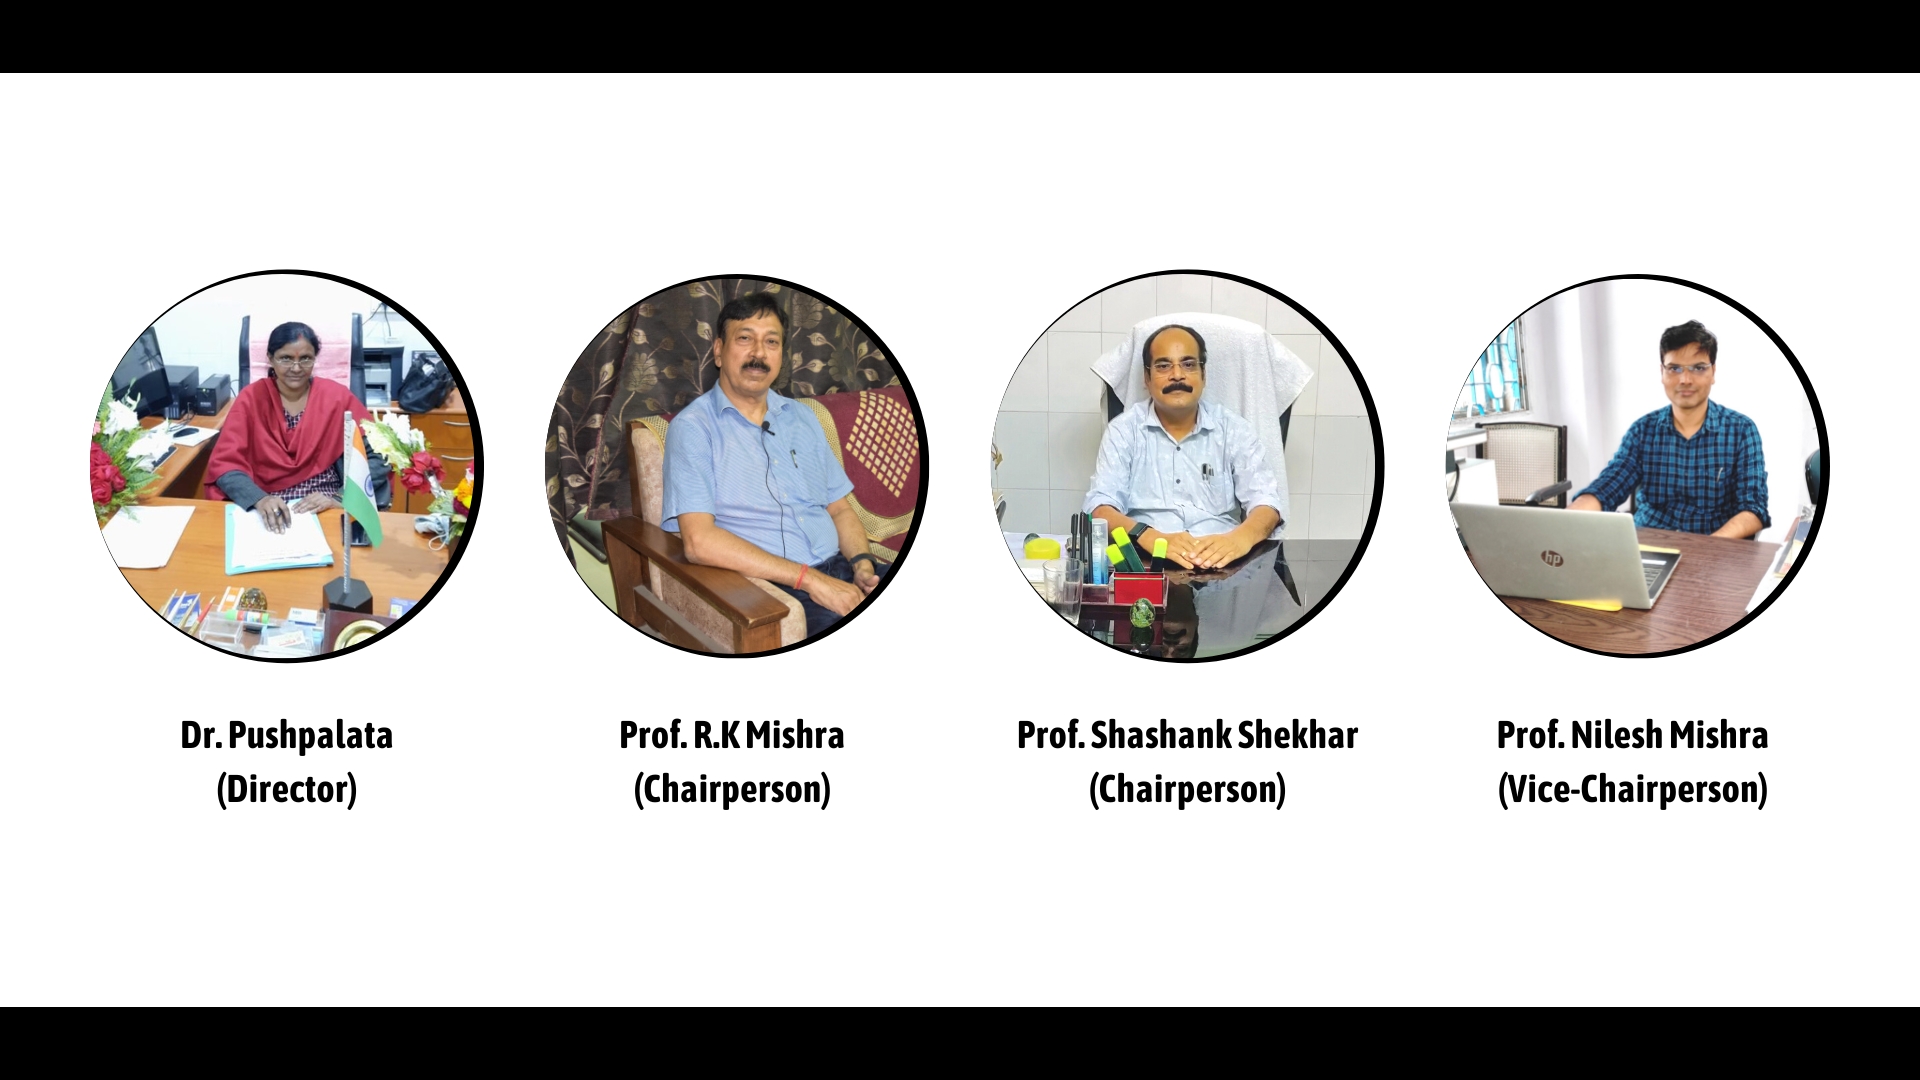 Dr. Pushpalata
(Director)
Prof. R.K Mishra
(Chairperson)
Prof. Shashank Shekhar
(Chairperson)
Prof. Nilesh Mishra
(Vice-Chairperson)
hp